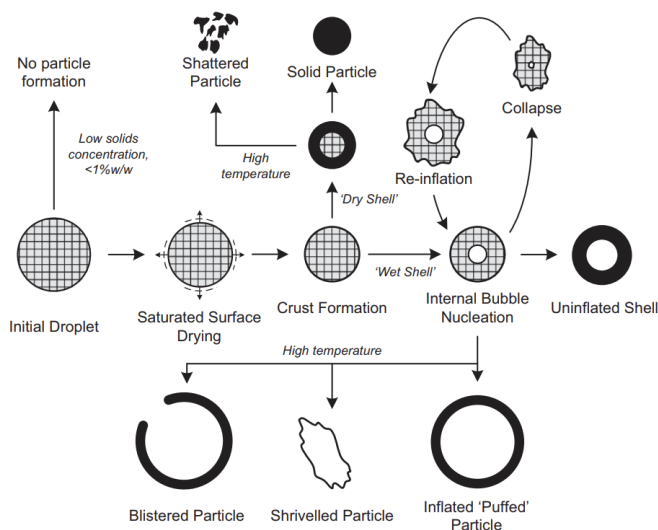 No particle
formation
Shattered
Particle
Solid Particle
Collapse
Low solids
concentration,
<1%w/w
High
temperature
Re-inflation
'Dry Shell'
'Wet Shell'
Initial Droplet
Saturated Surface
Drying
Crust Formation
Internal Bubble
Nucleation
Uninflated Shell
High temperature
Blistered Particle
Shrivelled Particle
Inflated 'Puffed'
Particle